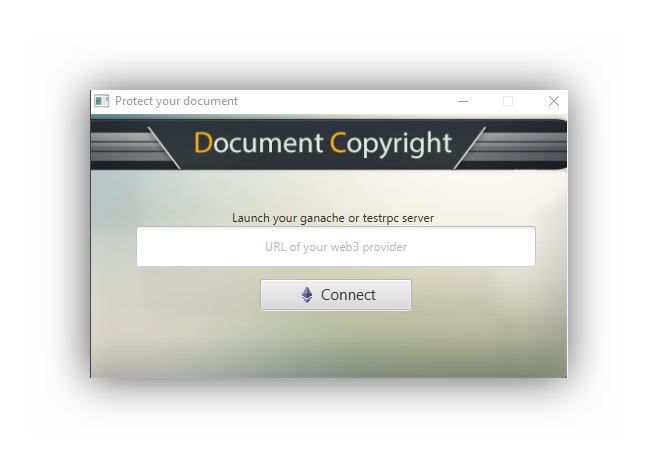 Protect your document
Document Copyright
Launch your ganache or testrpc server
URL of your web3 provider
Connect